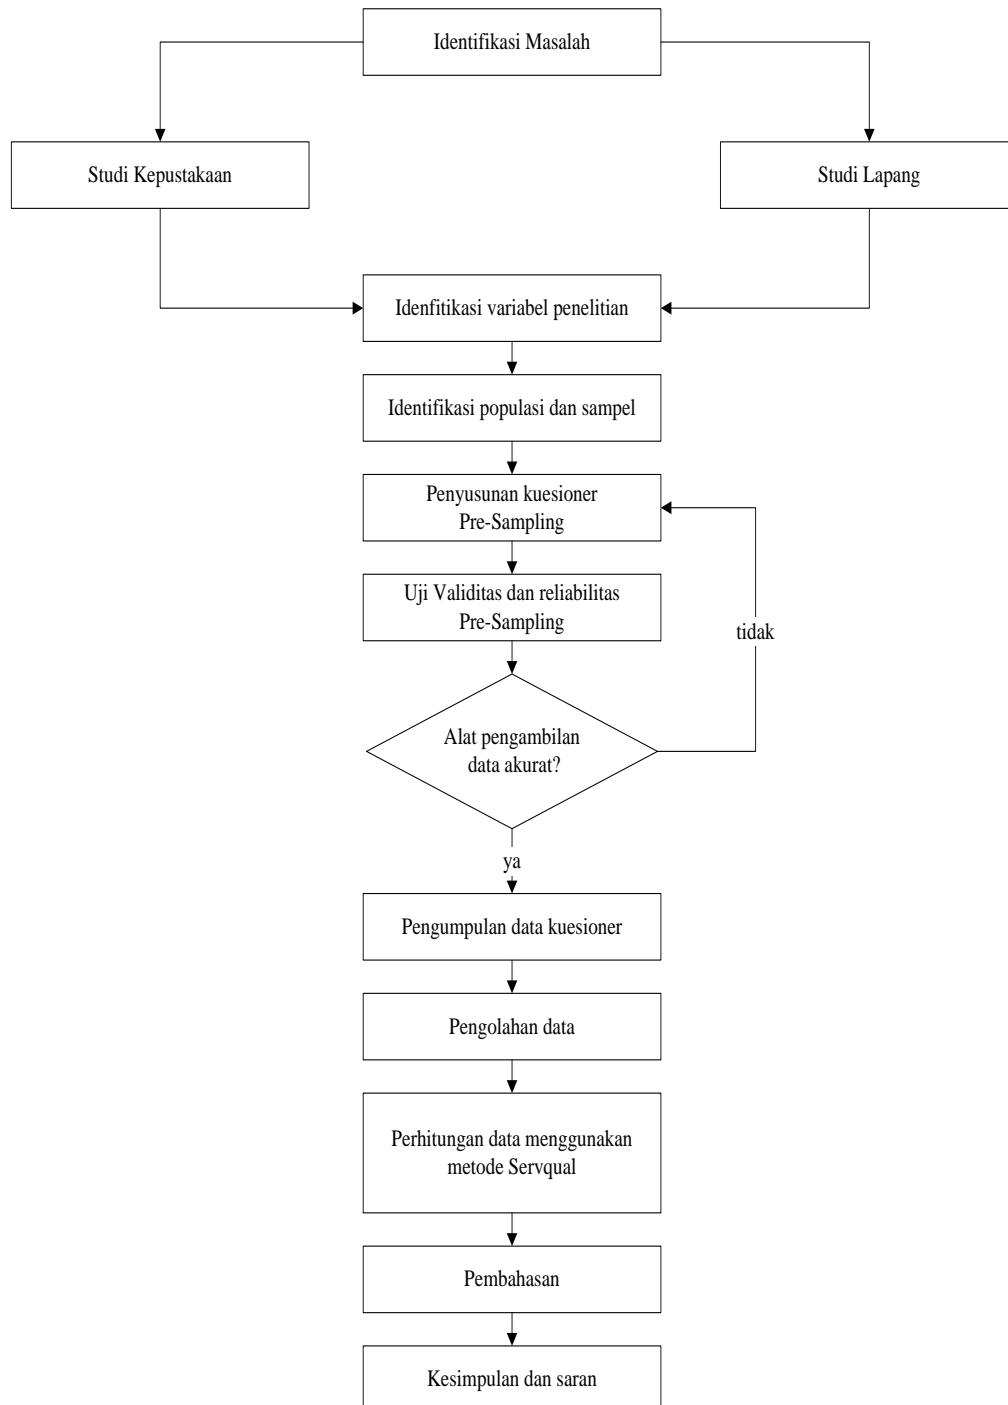 Identifikasi Masalah
Studi Kepustakaan
Studi Lapang
Idenfitikasi variabel penelitian
Identifikasi populasi dan sampel
Penyusunan kuesioner
Pre-Sampling
Uji Validitas dan reliabilitas
Pre-Sampling
tidak
Alat pengambilan
data akurat?
ya
Pengumpulan data kuesioner
Pengolahan data
Perhitungan data menggunakan
metode Servqual
Pembahasan
Kesimpulan dan saran